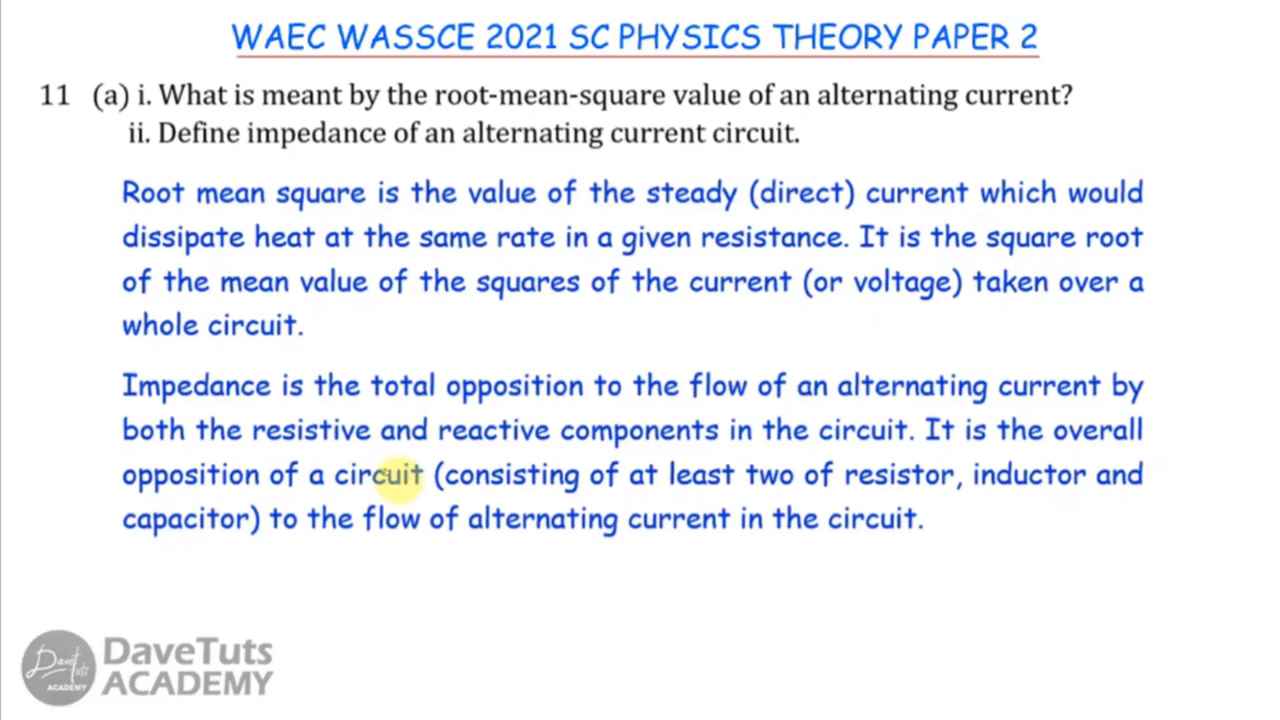 WAEC WASSCE 2021 SC PHYSICS THEORY PAPER 2
11 (a) i. What is meant by the root-mean-square value of an alternating current?
ii. Define impedance of an alternating current circuit.
Root mean square is the value of the steady (direct) current which would
dissipate heat at the same rate in a given resistance. It is the square root
of the mean value of the squares of the current (or voltage) taken over a
whole circuit.
Impedance is the total opposition to the flow of an alternating current by
both the resistive and reactive components in the circuit. It is the overall
opposition of a circuit (consisting of at least two of resistor, inductor and
capacitor) to the flow of alternating current in the circuit.
Dave Tuts
ACADEMY
DaveTuts
ACADEMY